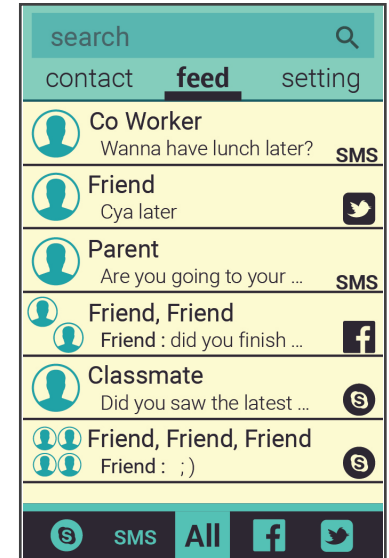 search
contact feed setting
Co Worker
Wanna have lunch later?
SMS
Friend
Cya later
Parent
Are you going to your ...
SMS
Friend, Friend
Friend : did you finish ...
Classmate
Did you saw the latest ...
Friend, Friend, Friend
Friend : ; )
SMS All